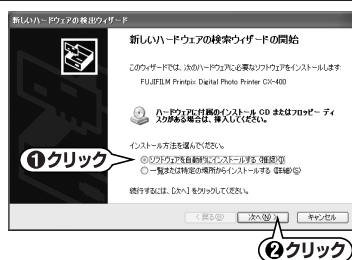 新しいハードウェアの検出ウィザード
新しいハードウェアの検索ウィザードの開始
このウィザードでは、次のハードウェアに必要なソフトウェアをインストールします:
FUJIFILM Printpix Digital Photo Printer CX-400
ハードウェアに付属のインストール CD またはフロッピー ディ
スクがある場合は、挿入してください。
インストール方法を選んでください。
❶クリック
ソフトウェアを自動的にインストールする (推奨)(I)
一覧または特定の場所からインストールする (詳細)(S)
続行するには、[次へ] をクリックしてください。
< 戻る(B)
次へ(N) >
キャンセル
❷クリック